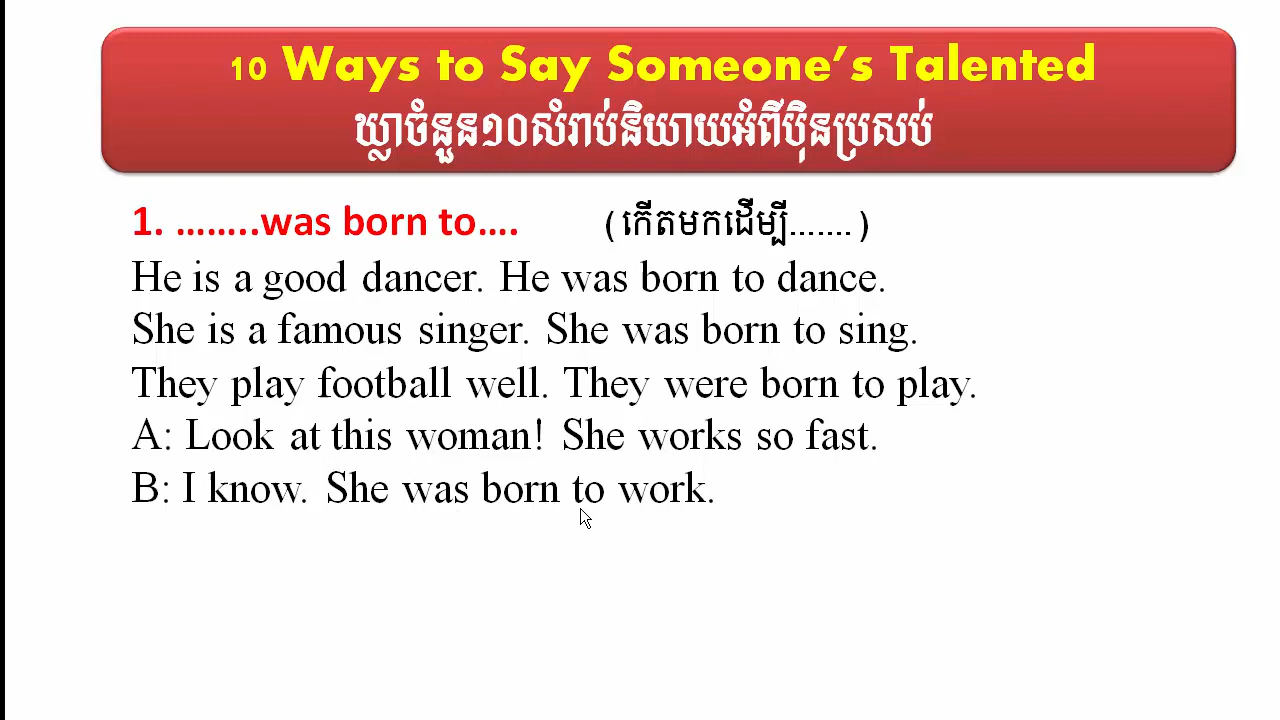 10 Ways to Say Someone's Talented
ឃ្លាចំនួន១០សំរាប់និយាយអំពីប៉ិនប្រសប់
1. ........was born to.... (កើតមកដើម្បី.......)
He is a good dancer. He was born to dance.
She is a famous singer. She was born to sing.
They play football well. They were born to play.
A: Look at this woman! She works so fast.
B: I know. She was born to work.